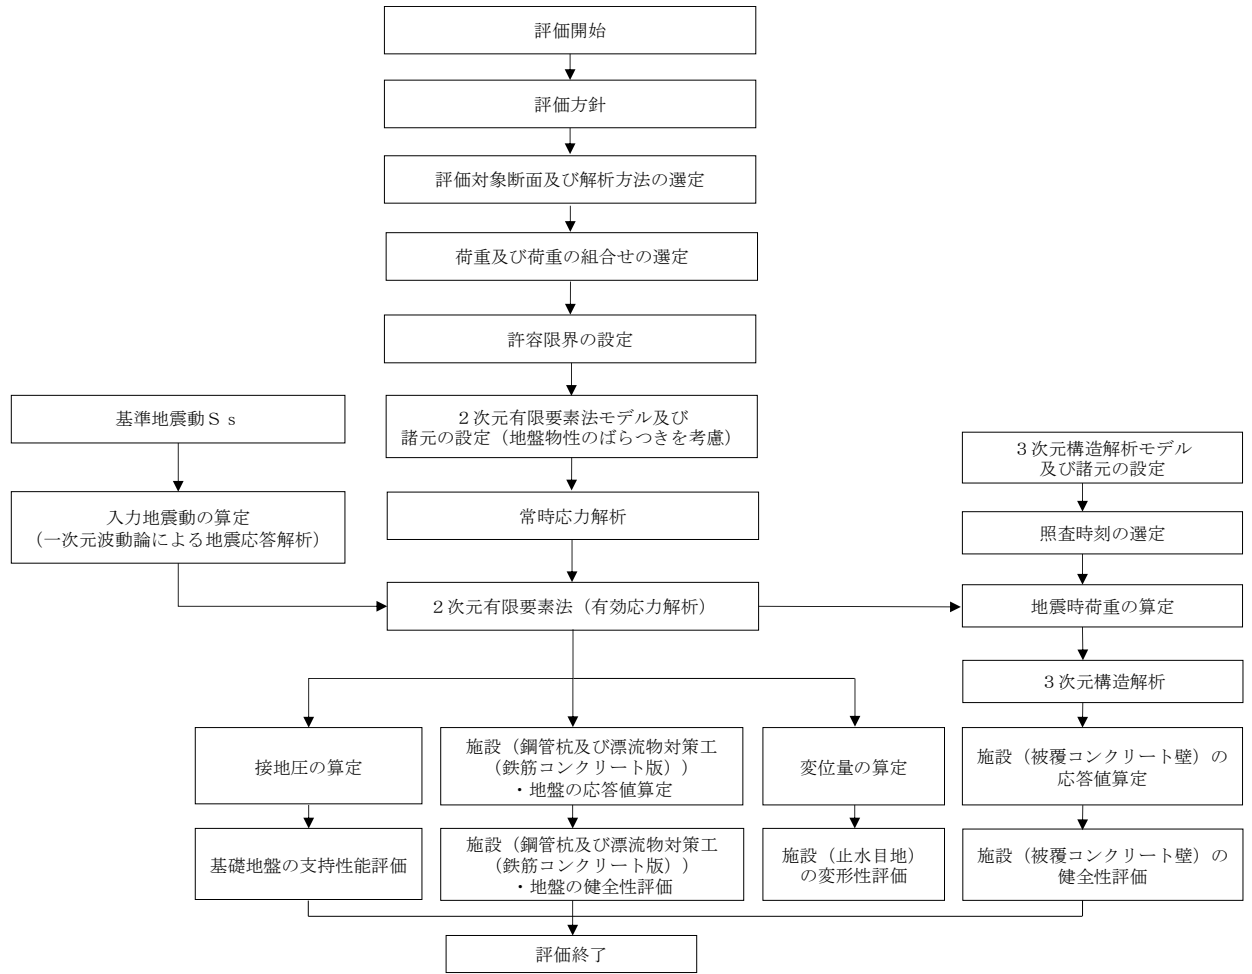 評価開始
評価方針
評価対象断面及び解析方法の選定
荷重及び荷重の組合せの選定
許容限界の設定
基準地震動Ｓｓ
２次元有限要素法モデル及び
諸元の設定（地盤物性のばらつきを考慮）
３次元構造解析モデル
及び諸元の設定
入力地震動の算定
（一次元波動論による地震応答解析）
常時応力解析
照査時刻の選定
２次元有限要素法（有効応力解析）
地震時荷重の算定
３次元構造解析
接地圧の算定
施設（鋼管杭及び漂流物対策工
（鉄筋コンクリート版））
・地盤の応答値算定
変位量の算定
施設（被覆コンクリート壁）の
応答値算定
基礎地盤の支持性能評価
施設（鋼管杭及び漂流物対策工
（鉄筋コンクリート版））
・地盤の健全性評価
施設（止水目地）
の変形性評価
施設（被覆コンクリート壁）の
健全性評価
評価終了